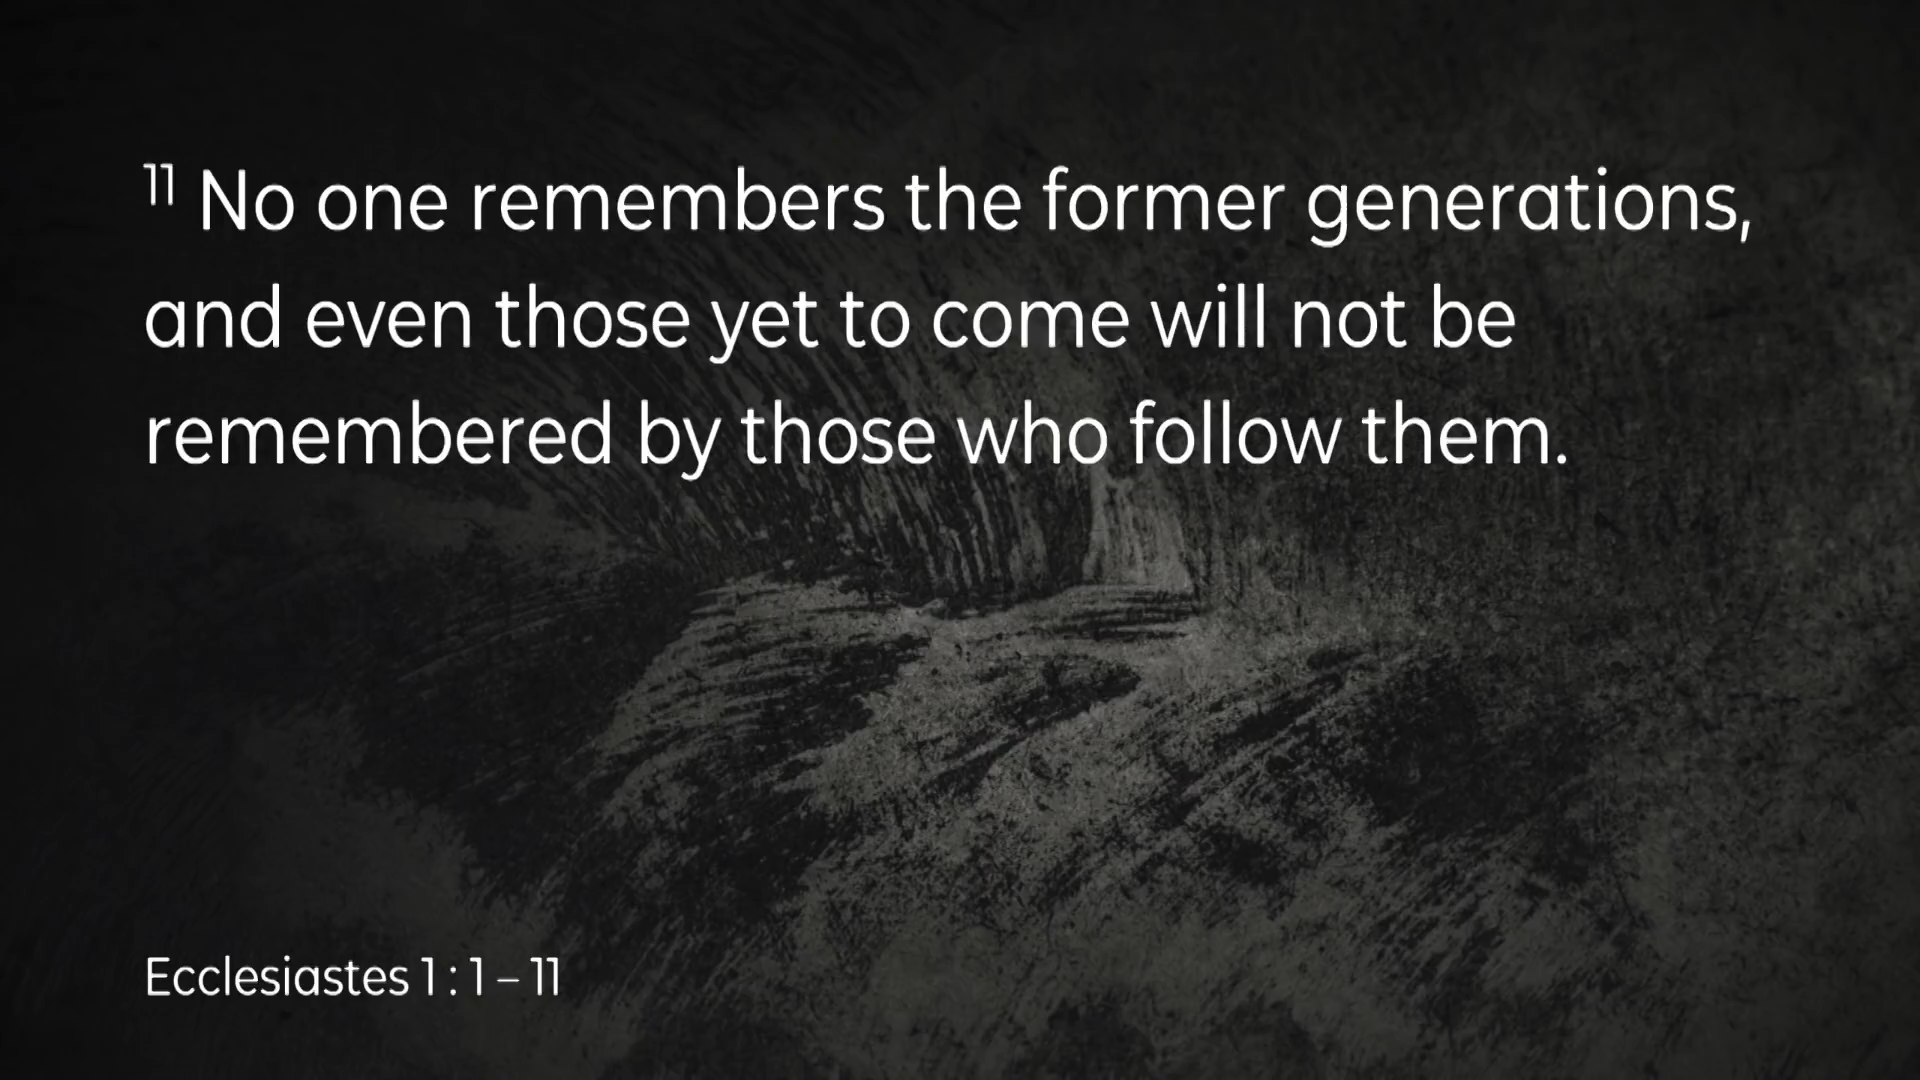 11 No one remembers the former generations,
and even those yet to come will not be
remembered by those who follow them.
Ecclesiastes 1 : 1 – 11